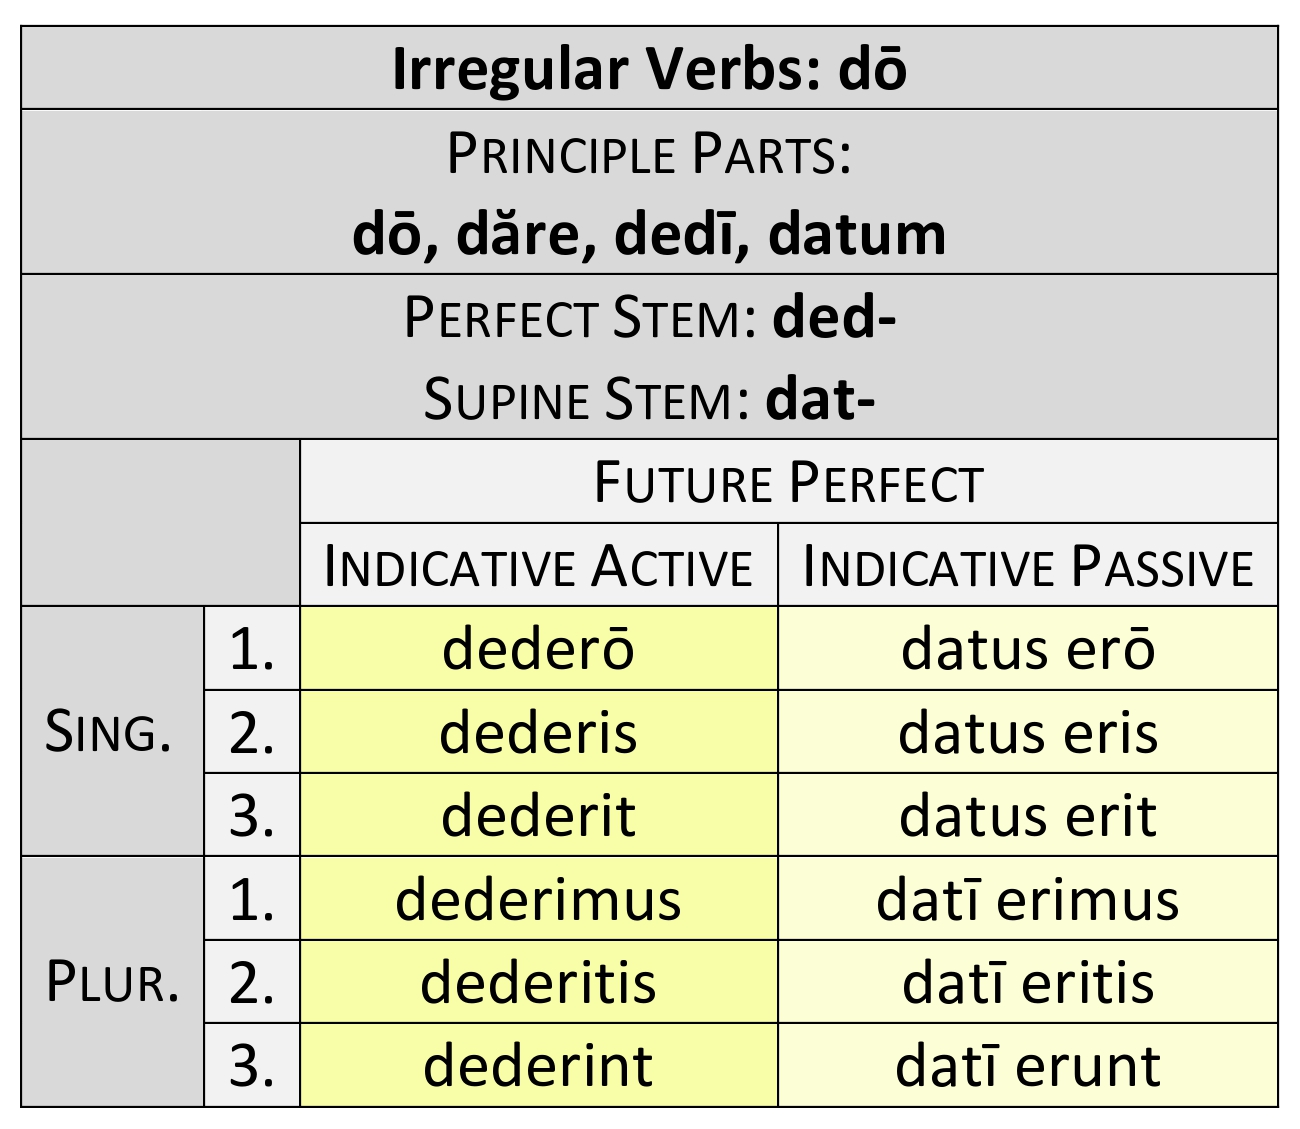 Irregular Verbs: dō
PRINCIPLE PARTS:
dō, dăre, dedī, datum
PERFECT STEM: ded-
SUPINE STEM: dat-
FUTURE PERFECT
INDICATIVE ACTIVE INDICATIVE PASSIVE
SING. 1. dederō datus erō
2. dederis datus eris
3. dederit datus erit
PLUR. 1. dederimus datī erimus
2. dederitis datī eritis
3. dederint datī erunt